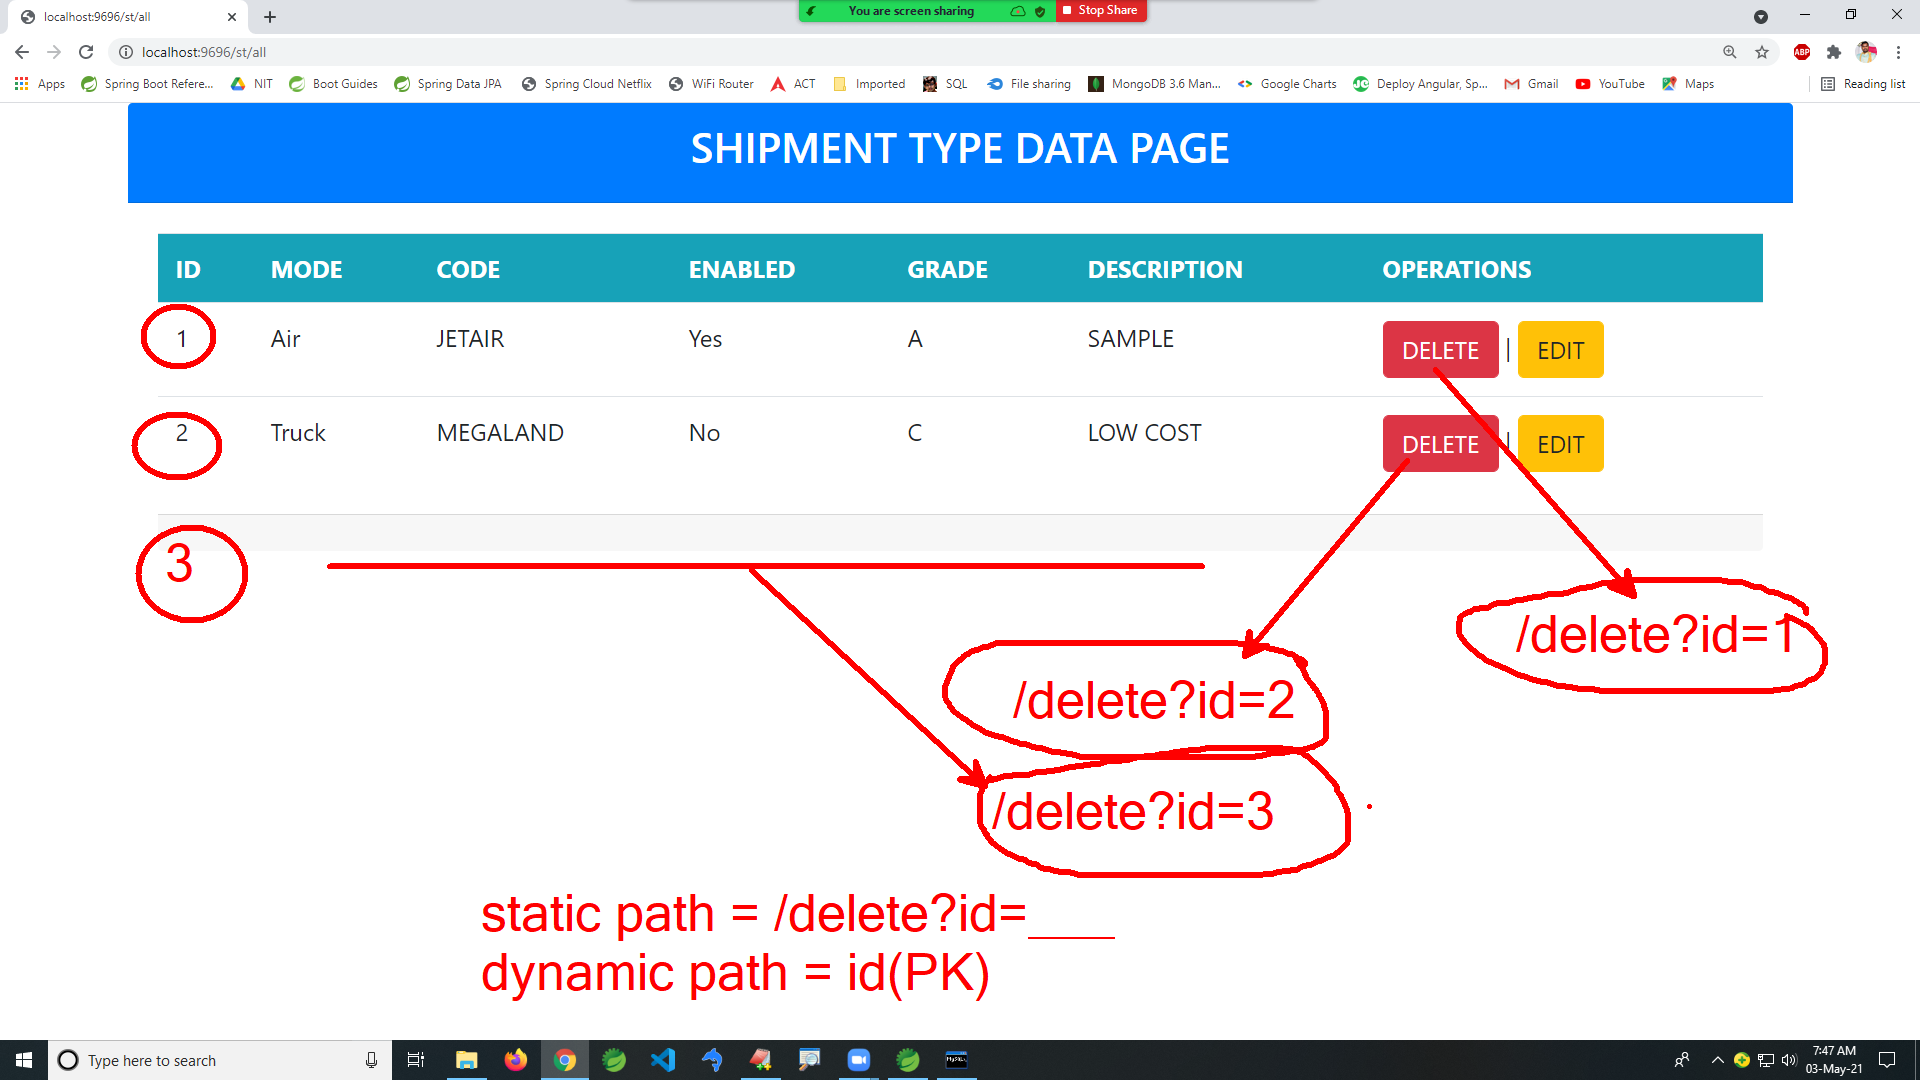 localhost:9696/st/all
You are screen sharing
Stop Share
localhost:9696/st/all
ABP
Apps
Spring Boot Refere...
NIT
Boot Guides
Spring Data JPA
Spring Cloud Netflix
WiFi Router
ACT
Imported
SQL
File sharing
MongoDB 3.6 Man...
Google Charts
Deploy Angular, Sp...
Gmail
YouTube
Maps
Reading list
SHIPMENT TYPE DATA PAGE
ID MODE CODE ENABLED GRADE DESCRIPTION OPERATIONS
1 Air JETAIR Yes A SAMPLE DELETE | EDIT
2 Truck MEGALAND No C LOW COST DELETE | EDIT
3
/delete?id=1
/delete?id=2
/delete?id=3
static path = /delete?id=____
dynamic path = id(PK)
Type here to search
7:47 AM
03-May-21